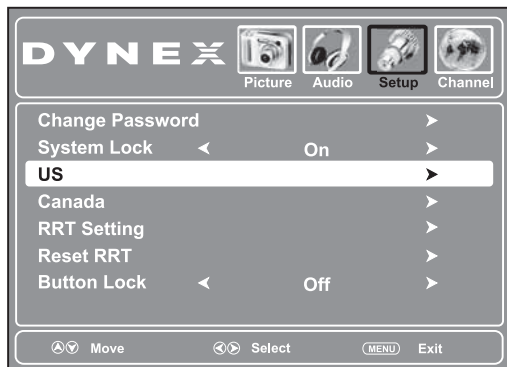 DYNEX
Picture Audio Setup Channel
Change Password
System Lock On
US
Canada
RRT Setting
Reset RRT
Button Lock Off
Move Select MENU Exit